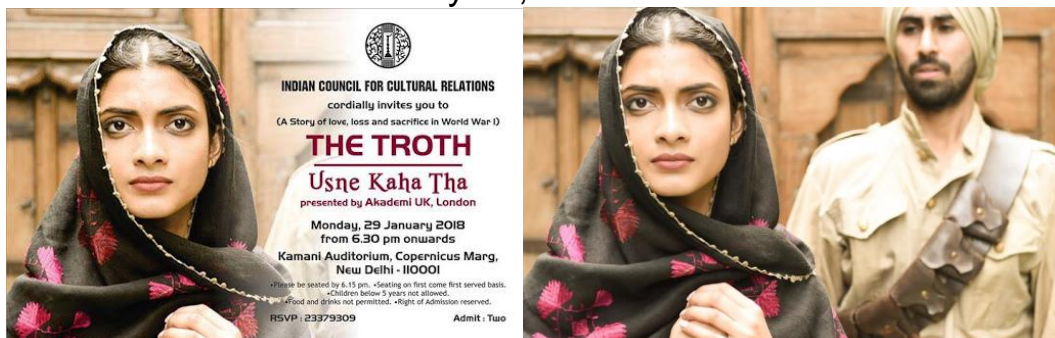 INDIAN COUNCIL FOR CULTURAL RELATIONS
cordially invites you to
(A Story of love, loss and sacrifice in World War I)
THE TROTH
Usne Kaha Tha
presented by Akademi UK, London
Monday, 29 January 2018
from 6.30 pm onwards
Kamani Auditorium, Copernicus Marg,
New Delhi - 110001
•Please be seated by 6.15 pm. •Seating on first come first served basis.
•Children below 5 years not allowed.
•Food and drinks not permitted. •Right of Admission reserved.
RSVP : 23379309 Admit : Two